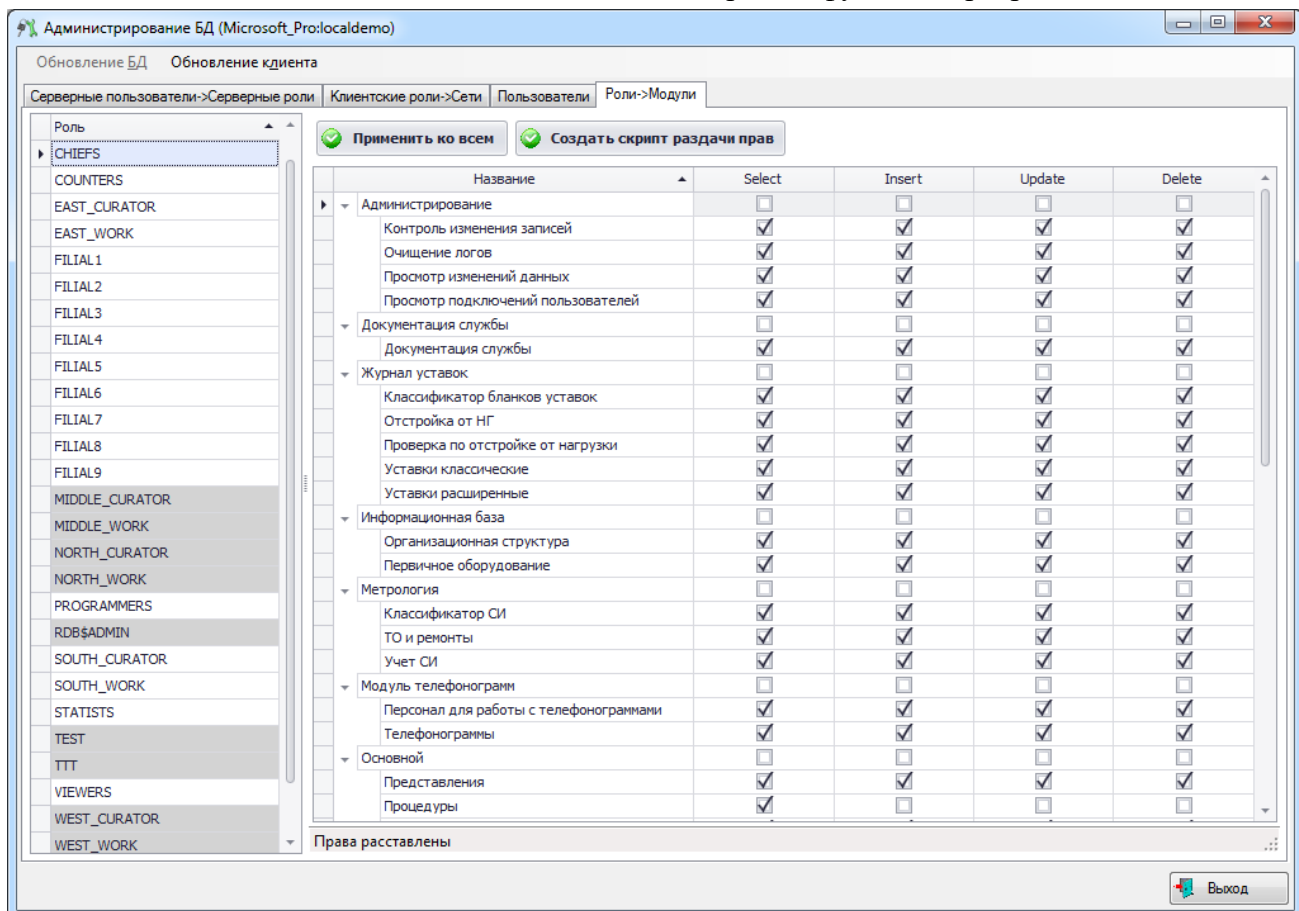 Администрирование БД (Microsoft_Pro:localdemo)
Обновление БД Обновление клиента
Серверные пользователи->Серверные роли Клиентские роли->Сети Пользователи Роли->Модули
Роль
CHIEFS
COUNTERS
EAST_CURATOR
EAST_WORK
FILIAL1
FILIAL2
FILIAL3
FILIAL4
FILIAL5
FILIAL6
FILIAL7
FILIAL8
FILIAL9
MIDDLE_CURATOR
MIDDLE_WORK
NORTH_CURATOR
NORTH_WORK
PROGRAMMERS
RDB$ADMIN
SOUTH_CURATOR
SOUTH_WORK
STATISTS
TEST
TTT
VIEWERS
WEST_CURATOR
WEST_WORK
Применить ко всем Создать скрипт раздачи прав
Название Select Insert Update Delete
Администрирование
Контроль изменения записей
Очищение логов
Просмотр изменений данных
Просмотр подключений пользователей
Документация службы
Документация службы
Журнал уставок
Классификатор бланков уставок
Отстройка от НГ
Проверка по отстройке от нагрузки
Уставки классические
Уставки расширенные
Информационная база
Организационная структура
Первичное оборудование
Метрология
Классификатор СИ
ТО и ремонты
Учет СИ
Модуль телефонограмм
Персонал для работы с телефонограммами
Телефонограммы
Основной
Представления
Процедуры
Права расставлены
Выход